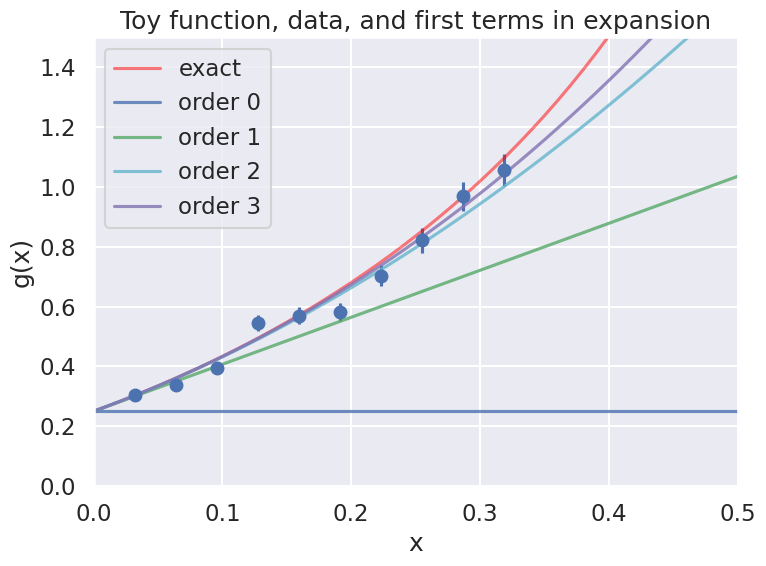 Toy function, data, and first terms in expansion
exact
order 0
order 1
order 2
order 3
g(x)
1.4
1.2
1.0
0.8
0.6
0.4
0.2
0.0
0.0 0.1 0.2 0.3 0.4 0.5
x